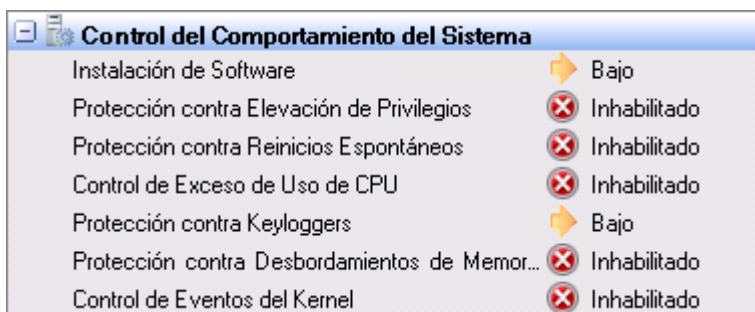 Control del Comportamiento del Sistema
Instalación de Software Bajo
Protección contra Elevación de Privilegios Inhabilitado
Protección contra Reinicios Espontáneos Inhabilitado
Control de Exceso de Uso de CPU Inhabilitado
Protección contra Keyloggers Bajo
Protección contra Desbordamientos de Memor... Inhabilitado
Control de Eventos del Kernel Inhabilitado